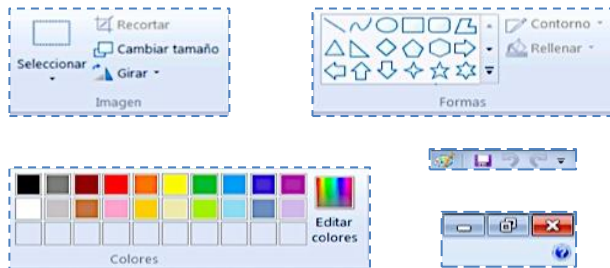 Seleccionar
Recortar
Cambiar tamaño
Girar
Imagen
Contorno
Rellenar
Formas
Editar
colores
Colores